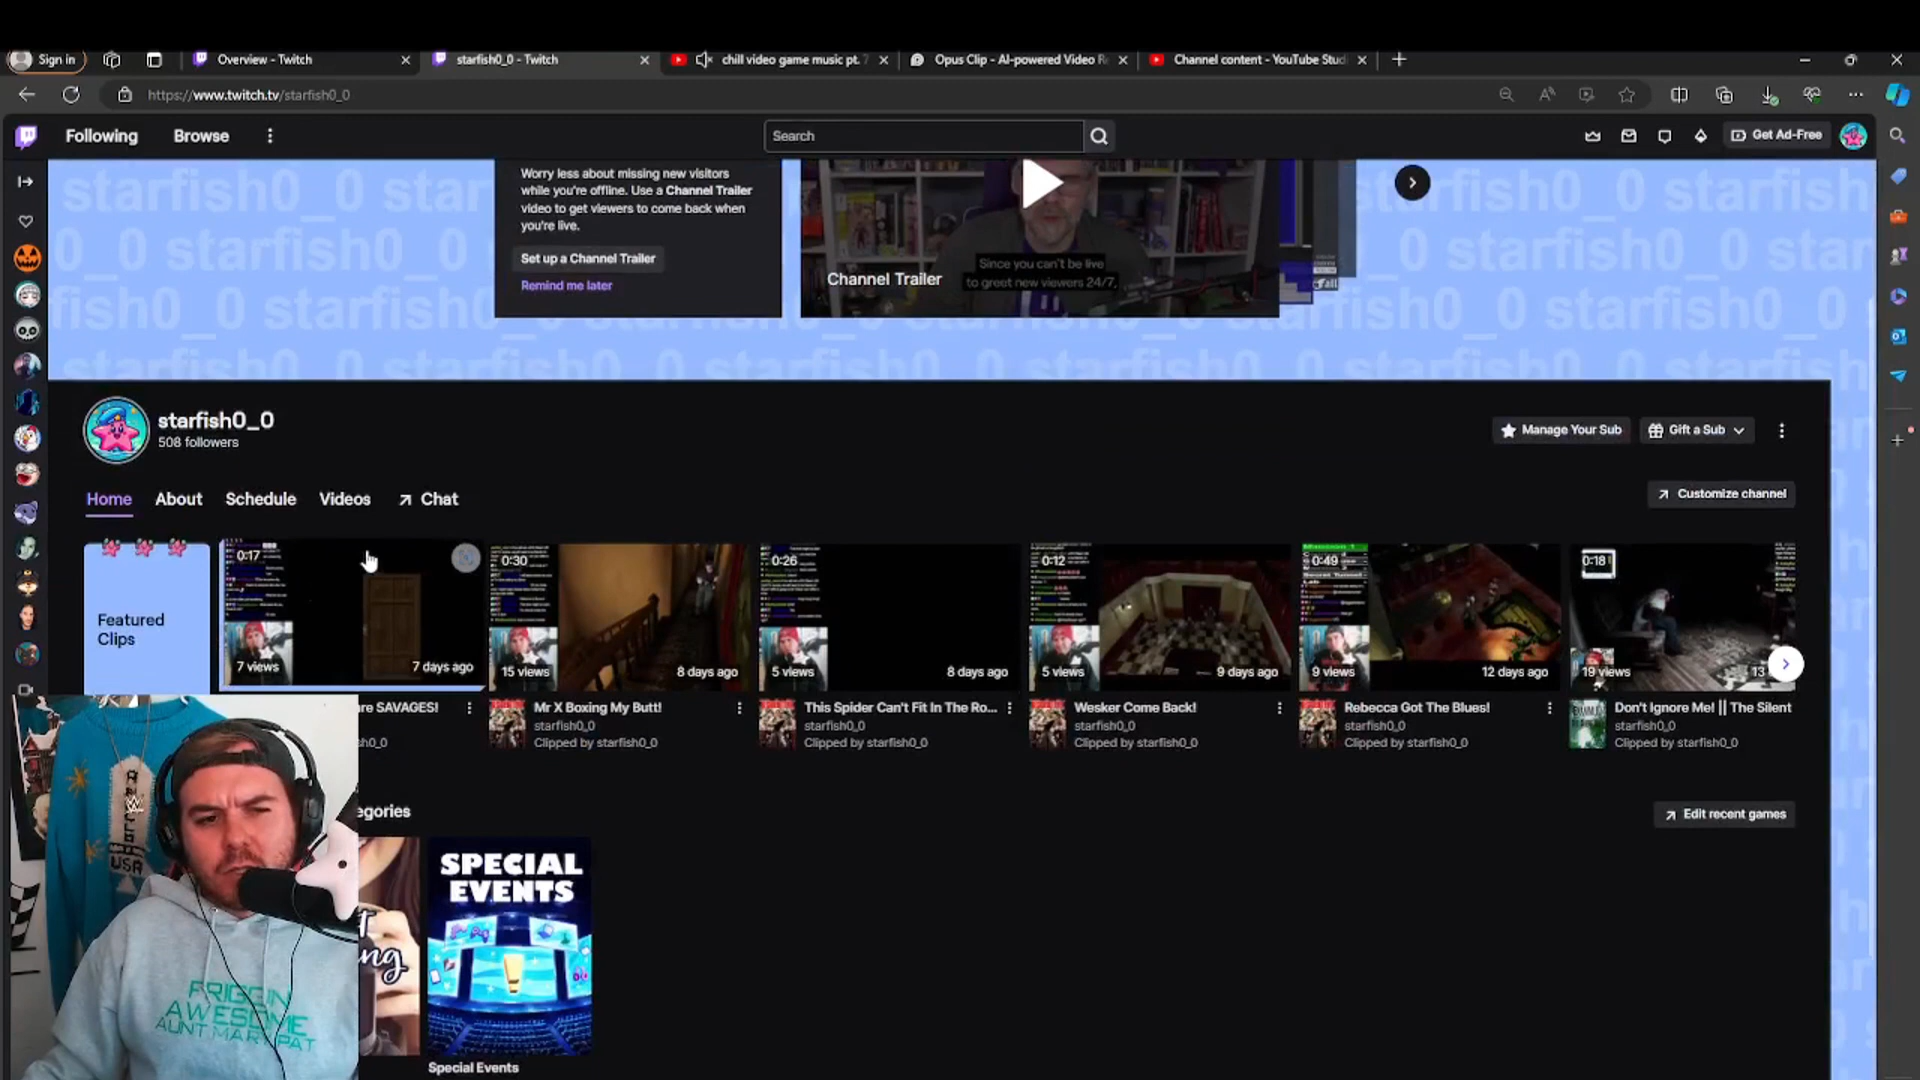 Sign in
Overview - Twitch
starfish0_0 - Twitch
chill video game music pt. 7
Opus Clip - AI-powered Video Re
Channel content - YouTube Stud
https://www.twitch.tv/starfish0_0
Following
Browse
Search
Get Ad-Free
Worry less about missing new visitors
while you're offline. Use a Channel Trailer
video to get viewers to come back when
you're live.
Set up a Channel Trailer
Remind me later
Channel Trailer
Since you can't be live
to greet new viewers 24/7,
starfish0_0
508 followers
Manage Your Sub
Gift a Sub
Home
About
Schedule
Videos
Chat
Customize channel
Featured
Clips
0:17
7 views
7 days ago
0:30
15 views
8 days ago
0:26
5 views
8 days ago
0:12
5 views
9 days ago
0:49
9 views
12 days ago
0:18
19 views
13
re SAVAGES!
h0_0
Mr X Boxing My Butt!
starfish0_0
Clipped by starfish0_0
This Spider Can't Fit In The Ro...
starfish0_0
Clipped by starfish0_0
Wesker Come Back!
starfish0_0
Clipped by starfish0_0
Rebecca Got The Blues!
starfish0_0
Clipped by starfish0_0
Don't Ignore Me! || The Silent
starfish0_0
Clipped by starfish0_0
egories
Edit recent games
SPECIAL
EVENTS
Special Events
USA
FRIGGIN
AWESOME
AUNT MARY PAT